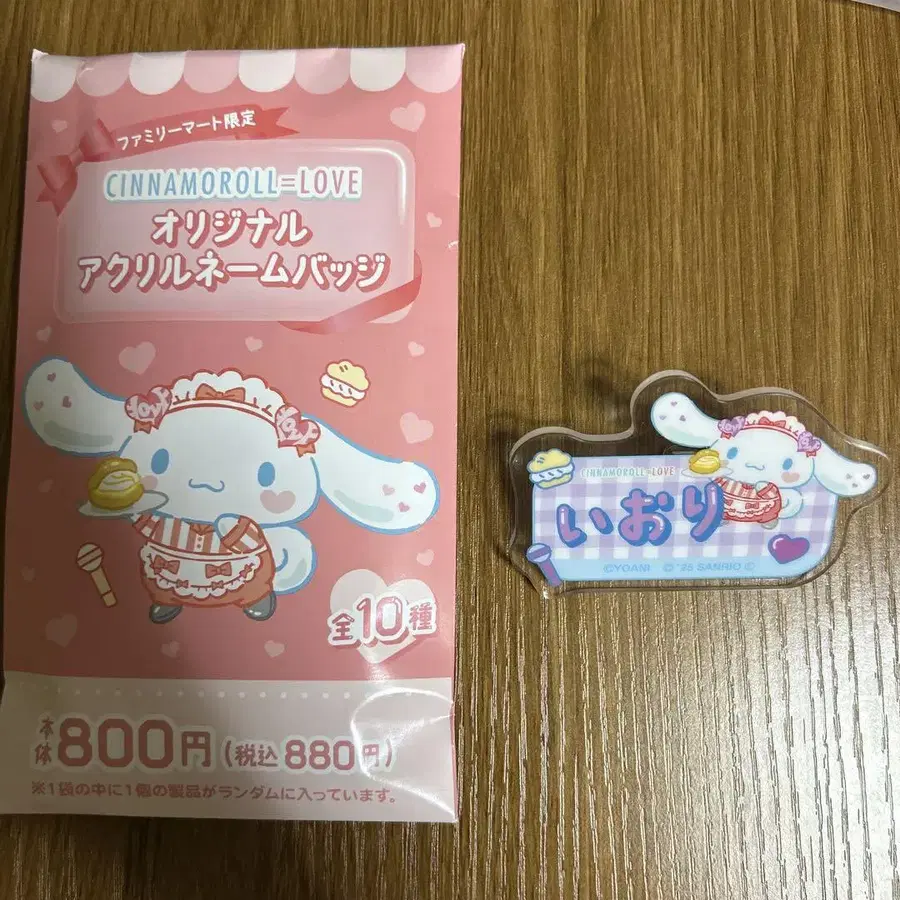 ファミリーマート限定
CINNAMOROLL=LOVE
オリジナル
アクリルネームバッジ
全10種
本体800円(税込880円)
※1袋の中に1個の製品がランダムに入っています。
CINNAMOROLL=LOVE
いおり
©YOANI © '25 SANRIO